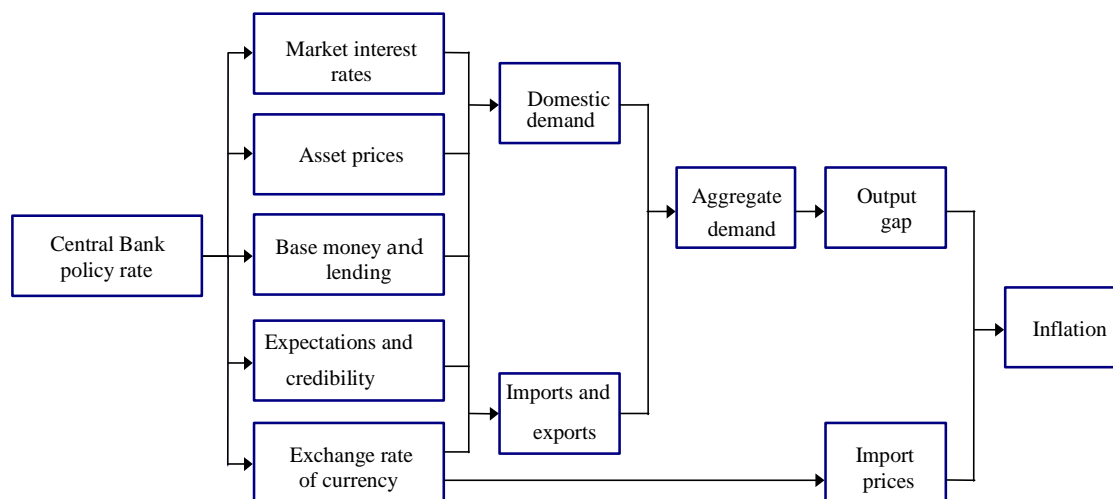 Market interest
rates
Asset prices
Central Bank
policy rate
Base money and
lending
Expectations and
credibility
Exchange rate
of currency
Domestic
demand
Imports and
exports
Aggregate
demand
Output
gap
Import
prices
Inflation